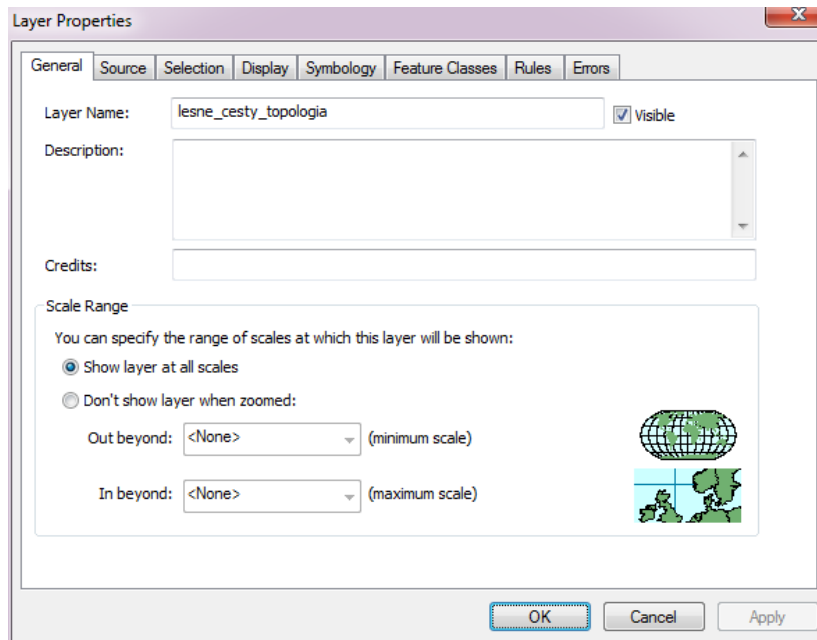 Layer Properties
General Source Selection Display Symbology Feature Classes Rules Errors
Layer Name: lesne_cesty_topologia Visible
Description:
Credits:
Scale Range
You can specify the range of scales at which this layer will be shown:
Show layer at all scales
Don't show layer when zoomed:
Out beyond: <None> (minimum scale)
In beyond: <None> (maximum scale)
OK Cancel Apply